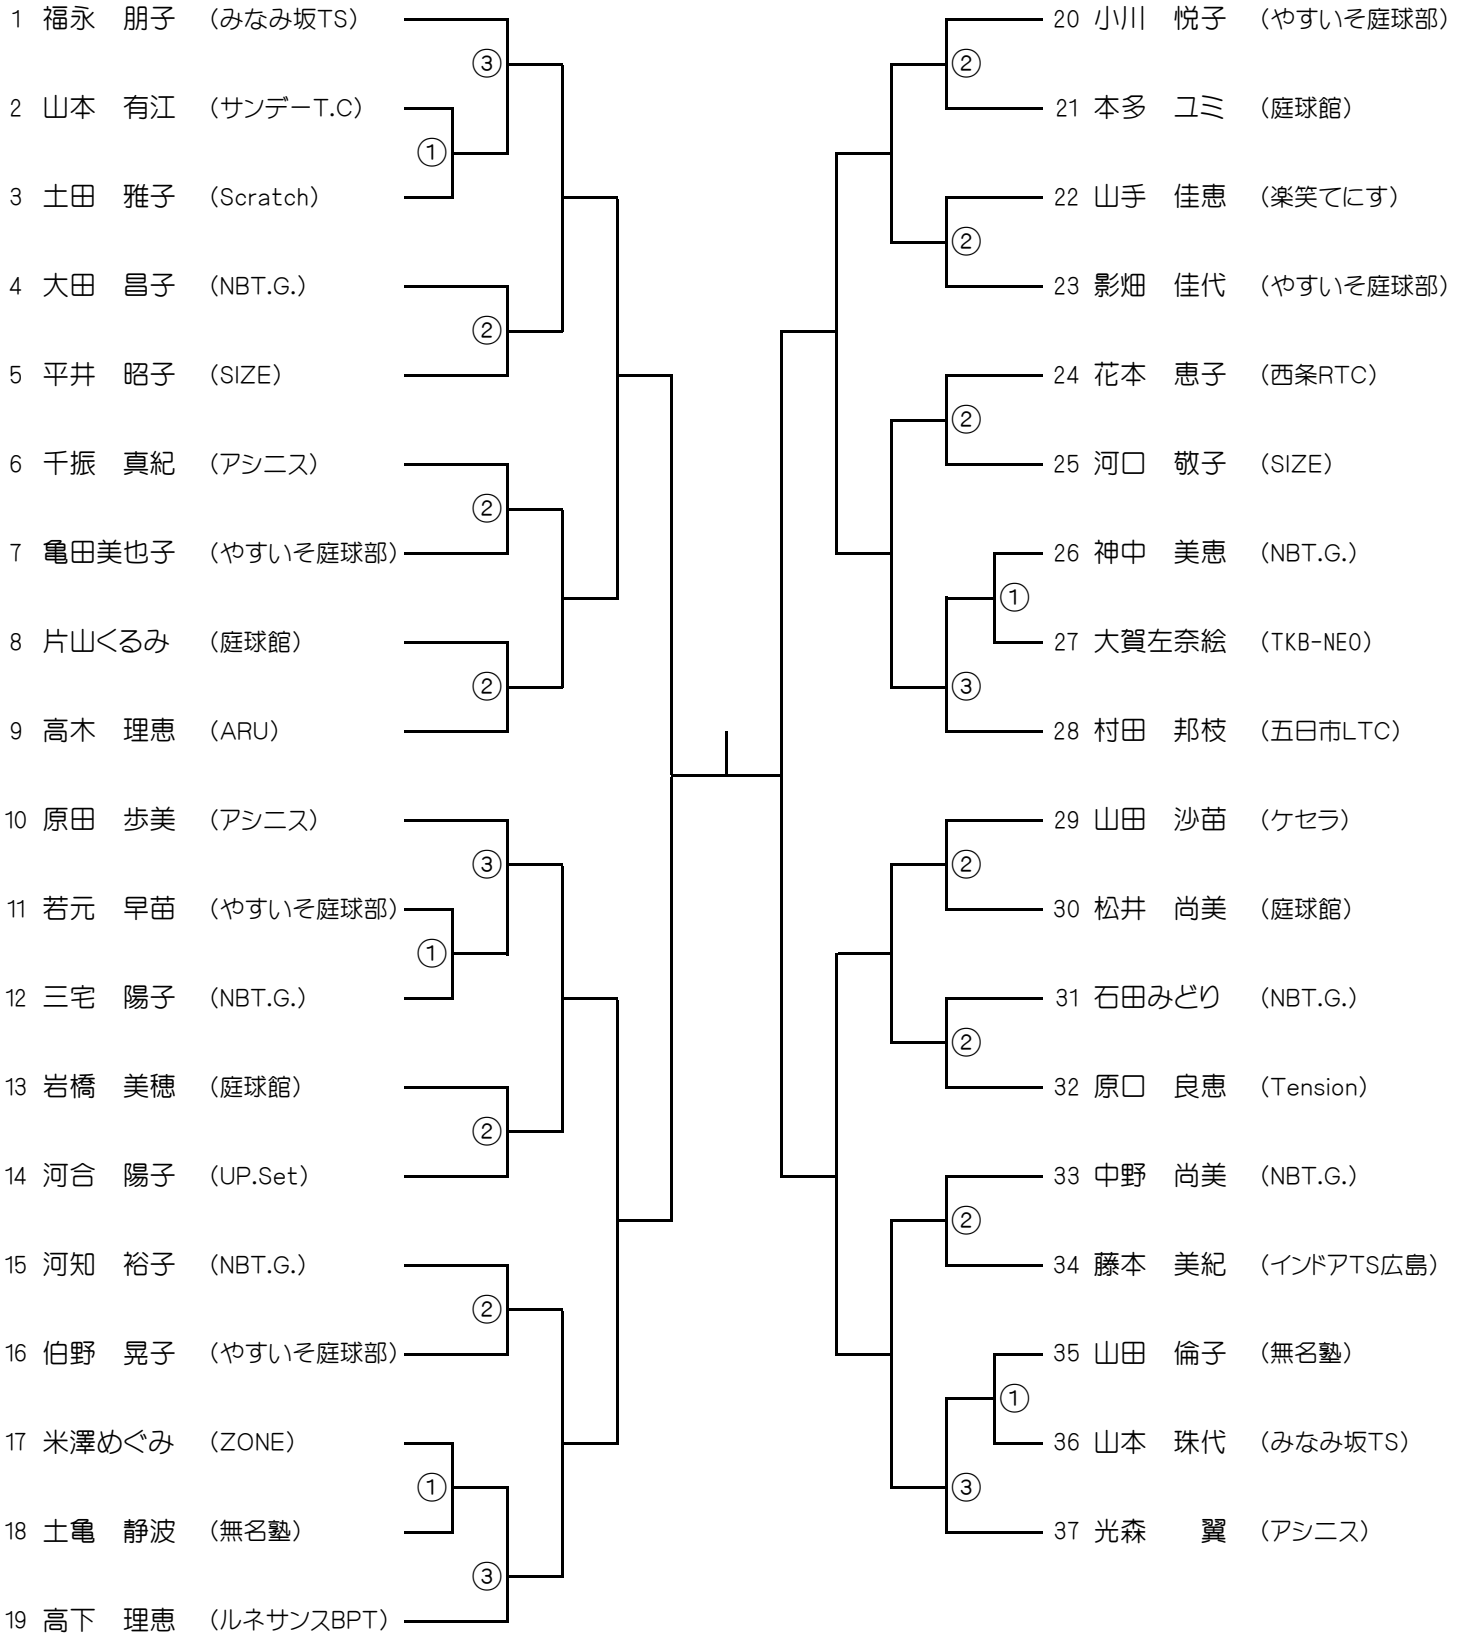 1 福永　朋子　（みなみ坂TS）
③
2 山本　有江　（サンデーT.C）
①
3 土田　雅子　（Scratch）
4 大田　昌子　（NBT.G.）
②
5 平井　昭子　（SIZE）
6 千振　真紀　（アシニス）
②
7 亀田美也子　（やすいそ庭球部）
8 片山くるみ　（庭球館）
②
9 高木　理恵　（ARU）
10 原田　歩美　（アシニス）
③
11 若元　早苗　（やすいそ庭球部）
①
12 三宅　陽子　（NBT.G.）
13 岩橋　美穂　（庭球館）
②
14 河合　陽子　（UP.Set）
15 河知　裕子　（NBT.G.）
②
16 伯野　晃子　（やすいそ庭球部）
17 米澤めぐみ　（ZONE）
①
18 土亀　静波　（無名塾）
③
19 高下　理恵　（ルネサンスBPT）
20 小川　悦子　（やすいそ庭球部）
②
21 本多　ユミ　（庭球館）
22 山手　佳恵　（楽笑てにす）
②
23 影畑　佳代　（やすいそ庭球部）
24 花本　恵子　（西条RTC）
②
25 河口　敬子　（SIZE）
26 神中　美恵　（NBT.G.）
①
27 大賀左奈絵　（TKB-NEO）
③
28 村田　邦枝　（五日市LTC）
29 山田　沙苗　（ケセラ）
②
30 松井　尚美　（庭球館）
31 石田みどり　（NBT.G.）
②
32 原口　良恵　（Tension）
33 中野　尚美　（NBT.G.）
②
34 藤本　美紀　（インドアTS広島）
35 山田　倫子　（無名塾）
①
36 山本　珠代　（みなみ坂TS）
③
37 光森　　翼　（アシニス）